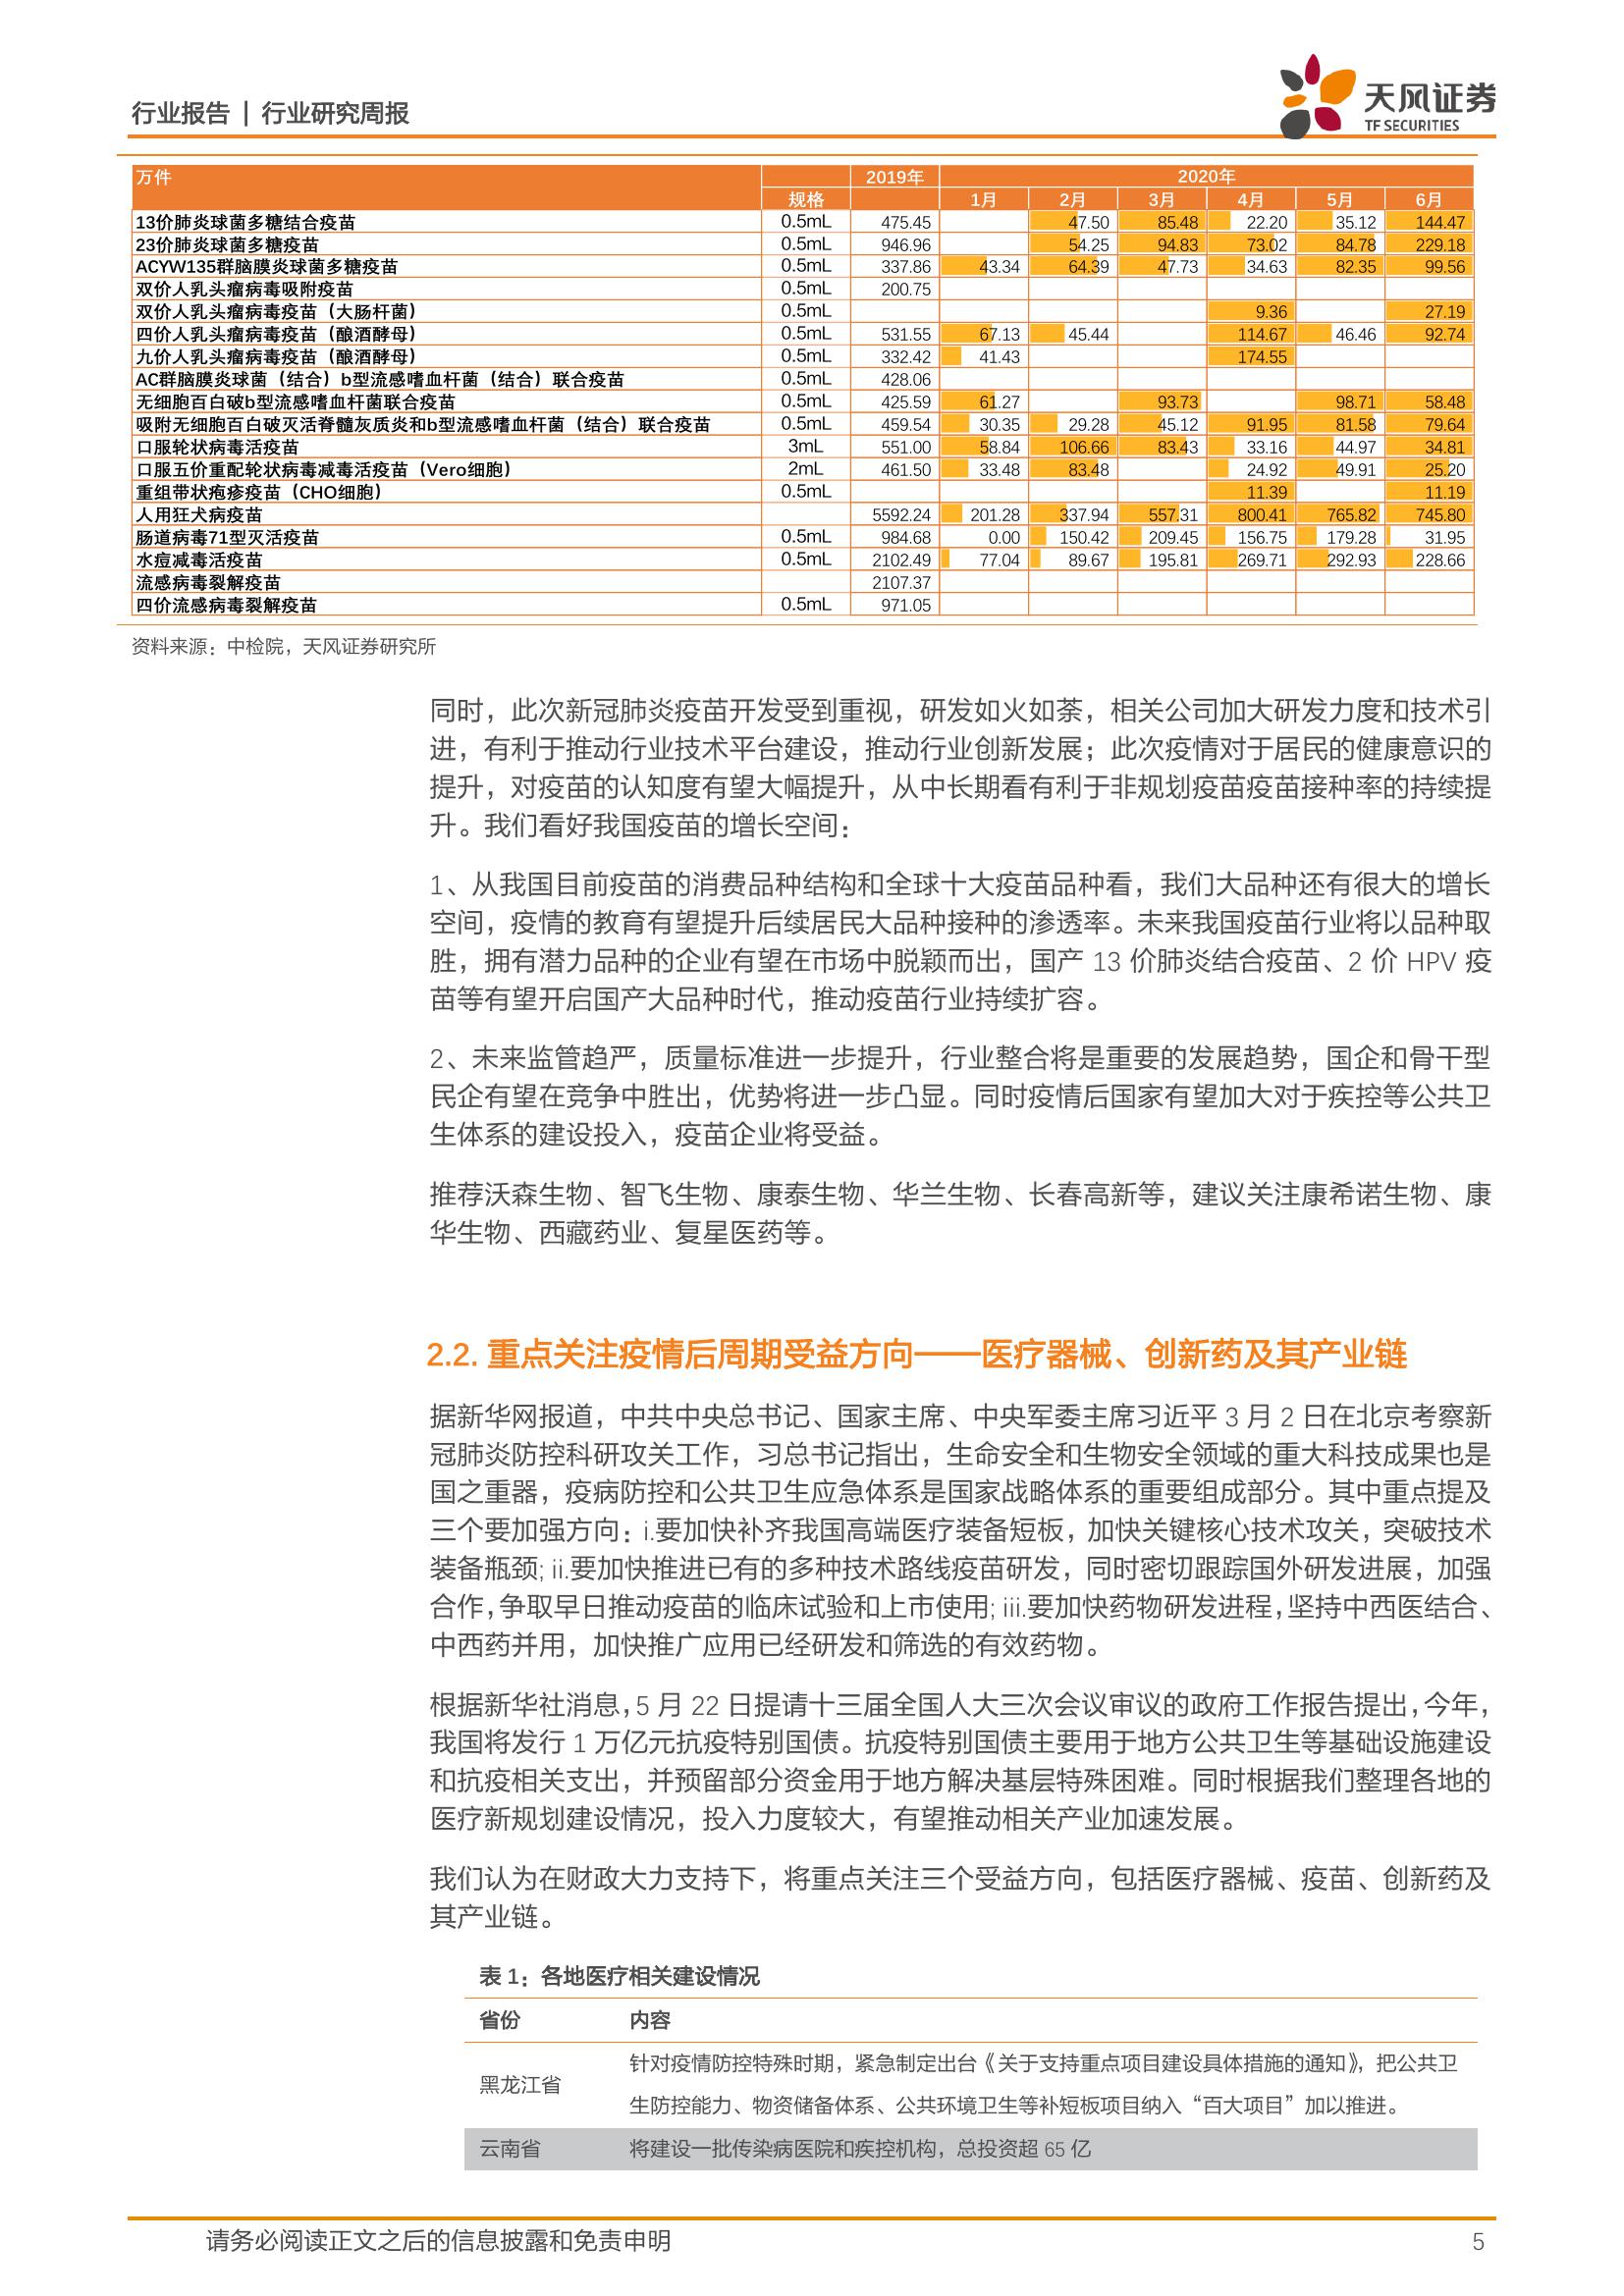 行业报告 | 行业研究周报
天风证券
TF SECURITIES
万件 2019年 2020年
规格 1月 2月 3月 4月 5月 6月
13价肺炎球菌多糖结合疫苗 0.5mL 475.45 47.50 85.48 22.20 35.12 144.47
23价肺炎球菌多糖疫苗 0.5mL 946.96 54.25 94.83 73.02 84.78 229.18
ACYW135群脑膜炎球菌多糖疫苗 0.5mL 337.86 43.34 64.39 47.73 34.63 82.35 99.56
双价人乳头瘤病毒吸附疫苗 0.5mL 200.75
双价人乳头瘤病毒疫苗（大肠杆菌） 0.5mL 9.36 27.19
四价人乳头瘤病毒疫苗（酿酒酵母） 0.5mL 531.55 67.13 45.44 114.67 46.46 92.74
九价人乳头瘤病毒疫苗（酿酒酵母） 0.5mL 332.42 41.43 174.55
AC群脑膜炎球菌（结合）b型流感嗜血杆菌（结合）联合疫苗 0.5mL 428.06
无细胞百白破b型流感嗜血杆菌联合疫苗 0.5mL 425.59 61.27 93.73 98.71 58.48
吸附无细胞百白破灭活脊髓灰质炎和b型流感嗜血杆菌（结合）联合疫苗 0.5mL 459.54 30.35 29.28 45.12 91.95 81.58 79.64
口服轮状病毒活疫苗 3mL 551.00 58.84 106.66 83.43 33.16 44.97 34.81
口服五价重配轮状病毒减毒活疫苗（Vero细胞） 2mL 461.50 33.48 83.48 24.92 49.91 25.20
重组带状疱疹疫苗（CHO细胞） 0.5mL 11.39 11.19
人用狂犬病疫苗 5592.24 201.28 337.94 557.31 800.41 765.82 745.80
肠道病毒71型灭活疫苗 0.5mL 984.68 0.00 150.42 209.45 156.75 179.28 31.95
水痘减毒活疫苗 0.5mL 2102.49 77.04 89.67 195.81 269.71 292.93 228.66
流感病毒裂解疫苗 2107.37
四价流感病毒裂解疫苗 0.5mL 971.05
资料来源：中检院，天风证券研究所
同时，此次新冠肺炎疫苗开发受到重视，研发如火如荼，相关公司加大研发力度和技术引
进，有利于推动行业技术平台建设，推动行业创新发展；此次疫情对于居民的健康意识的
提升，对疫苗的认知度有望大幅提升，从中长期看有利于非规划疫苗疫苗接种率的持续提
升。我们看好我国疫苗的增长空间：
1、从我国目前疫苗的消费品种结构和全球十大疫苗品种看，我们大品种还有很大的增长
空间，疫情的教育有望提升后续居民大品种接种的渗透率。未来我国疫苗行业将以品种取
胜，拥有潜力品种的企业有望在市场中脱颖而出，国产 13 价肺炎结合疫苗、2 价 HPV 疫
苗等有望开启国产大品种时代，推动疫苗行业持续扩容。
2、未来监管趋严，质量标准进一步提升，行业整合将是重要的发展趋势，国企和骨干型
民企有望在竞争中胜出，优势将进一步凸显。同时疫情后国家有望加大对于疾控等公共卫
生体系的建设投入，疫苗企业将受益。
推荐沃森生物、智飞生物、康泰生物、华兰生物、长春高新等，建议关注康希诺生物、康
华生物、西藏药业、复星医药等。
2.2. 重点关注疫情后周期受益方向——医疗器械、创新药及其产业链
据新华网报道，中共中央总书记、国家主席、中央军委主席习近平 3 月 2 日在北京考察新
冠肺炎防控科研攻关工作，习总书记指出，生命安全和生物安全领域的重大科技成果也是
国之重器，疫病防控和公共卫生应急体系是国家战略体系的重要组成部分。其中重点提及
三个要加强方向：i.要加快补齐我国高端医疗装备短板，加快关键核心技术攻关，突破技术
装备瓶颈; ii.要加快推进已有的多种技术路线疫苗研发，同时密切跟踪国外研发进展，加强
合作，争取早日推动疫苗的临床试验和上市使用; iii.要加快药物研发进程，坚持中西医结合、
中西药并用，加快推广应用已经研发和筛选的有效药物。
根据新华社消息，5 月 22 日提请十三届全国人大三次会议审议的政府工作报告提出，今年，
我国将发行 1 万亿元抗疫特别国债。抗疫特别国债主要用于地方公共卫生等基础设施建设
和抗疫相关支出，并预留部分资金用于地方解决基层特殊困难。同时根据我们整理各地的
医疗新规划建设情况，投入力度较大，有望推动相关产业加速发展。
我们认为在财政大力支持下，将重点关注三个受益方向，包括医疗器械、疫苗、创新药及
其产业链。
表 1：各地医疗相关建设情况
省份 内容
黑龙江省 针对疫情防控特殊时期，紧急制定出台《关于支持重点项目建设具体措施的通知》，把公共卫
生防控能力、物资储备体系、公共环境卫生等补短板项目纳入“百大项目”加以推进。
云南省 将建设一批传染病医院和疾控机构，总投资超 65 亿
请务必阅读正文之后的信息披露和免责申明 5